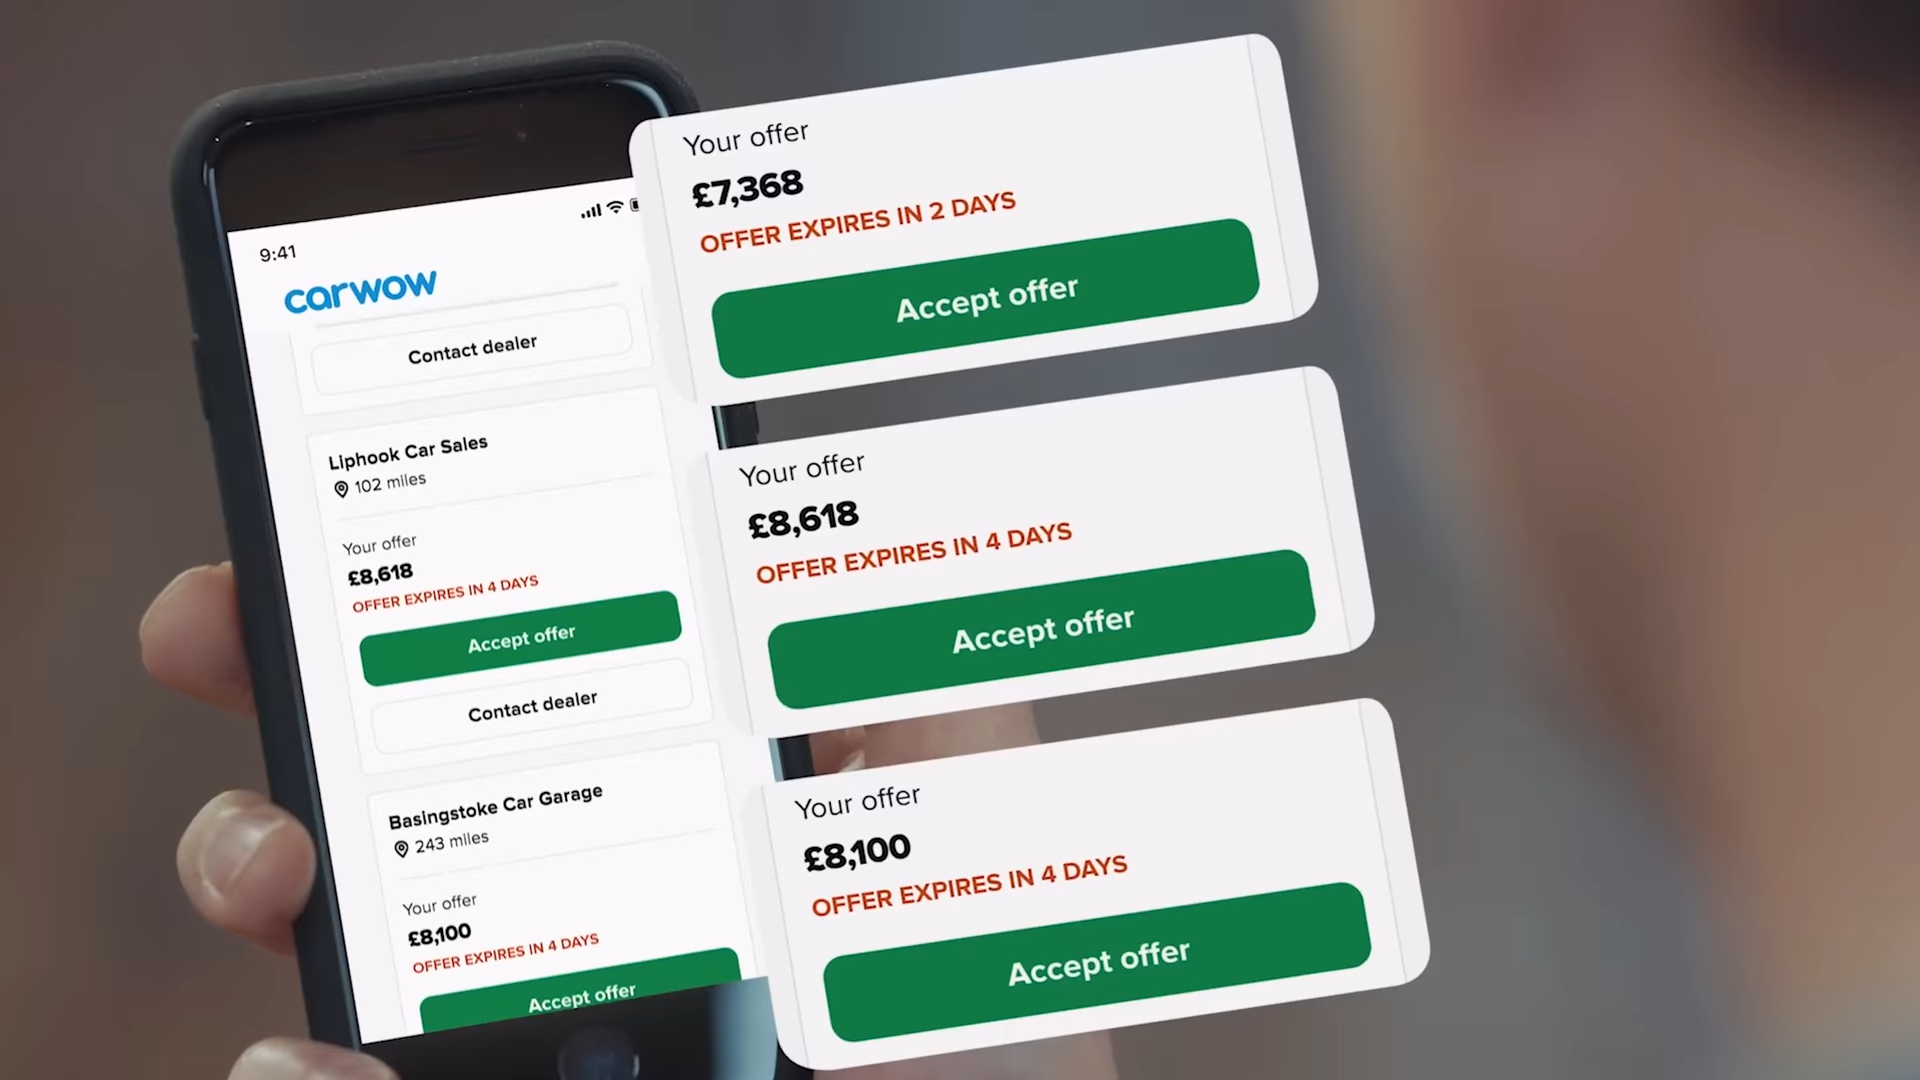 9:41
carwow
Contact dealer
Liphook Car Sales
102 miles
Your offer
£8,618
OFFER EXPIRES IN 4 DAYS
Accept offer
Contact dealer
Basingstoke Car Garage
243 miles
Your offer
£8,100
OFFER EXPIRES IN 4 DAYS
Accept offer
Your offer
£7,368
OFFER EXPIRES IN 2 DAYS
Accept offer
Your offer
£8,618
OFFER EXPIRES IN 4 DAYS
Accept offer
Your offer
£8,100
OFFER EXPIRES IN 4 DAYS
Accept offer